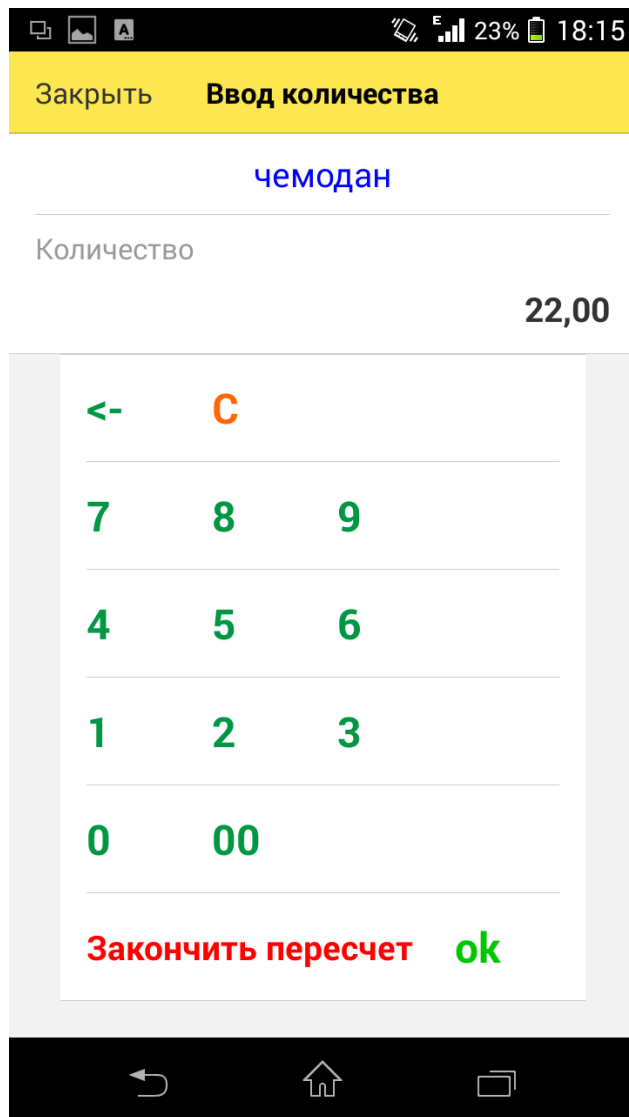 E 23% 18:15
Закрыть Ввод количества
чемодан
Количество
22,00
<- C
7 8 9
4 5 6
1 2 3
0 00
Закончить пересчет ok